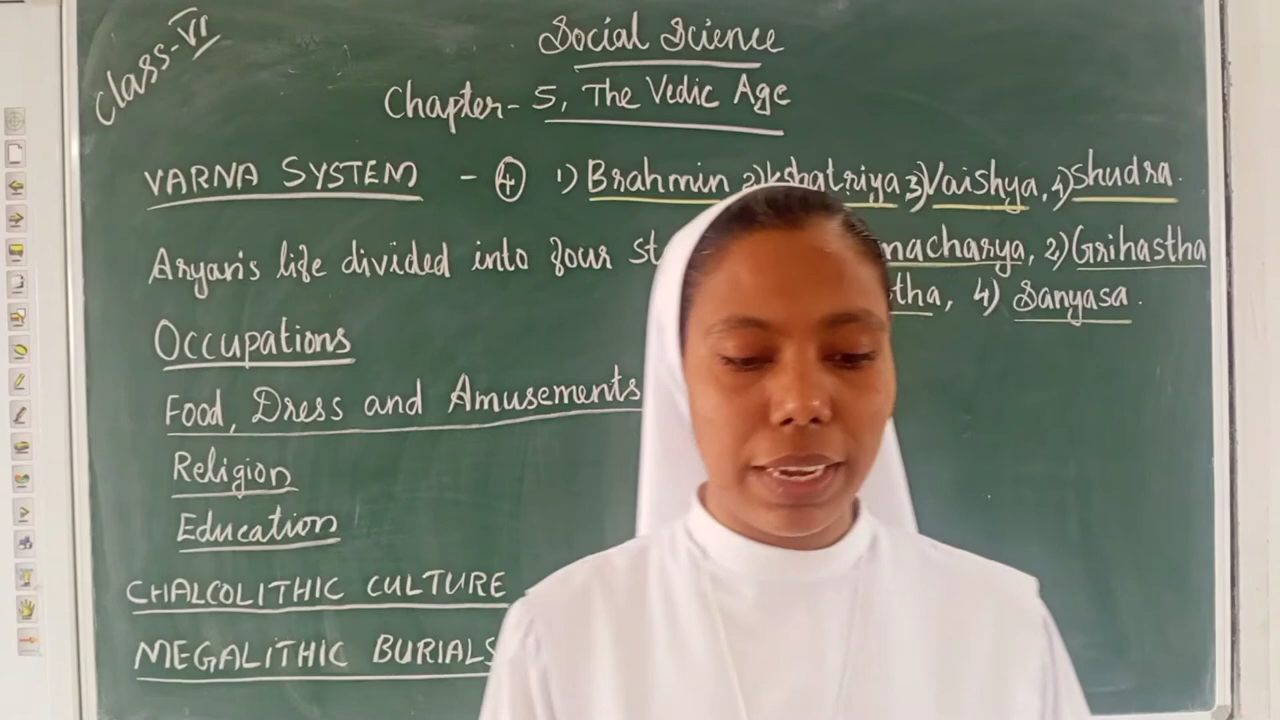 Class-VI
Social Science
Chapter- 5, The Vedic Age
VARNA SYSTEM - 4 1) Brahmin 2) Kshatriya 3) Vaishya, 4) Shudra.
Aryan's life divided into four st macharya, 2) Grihastha
tha, 4) Sanyasa.
Occupations
Food, Dress and Amusements
Religion
Education
CHALCOLITHIC CULTURE
MEGALITHIC BURIALS